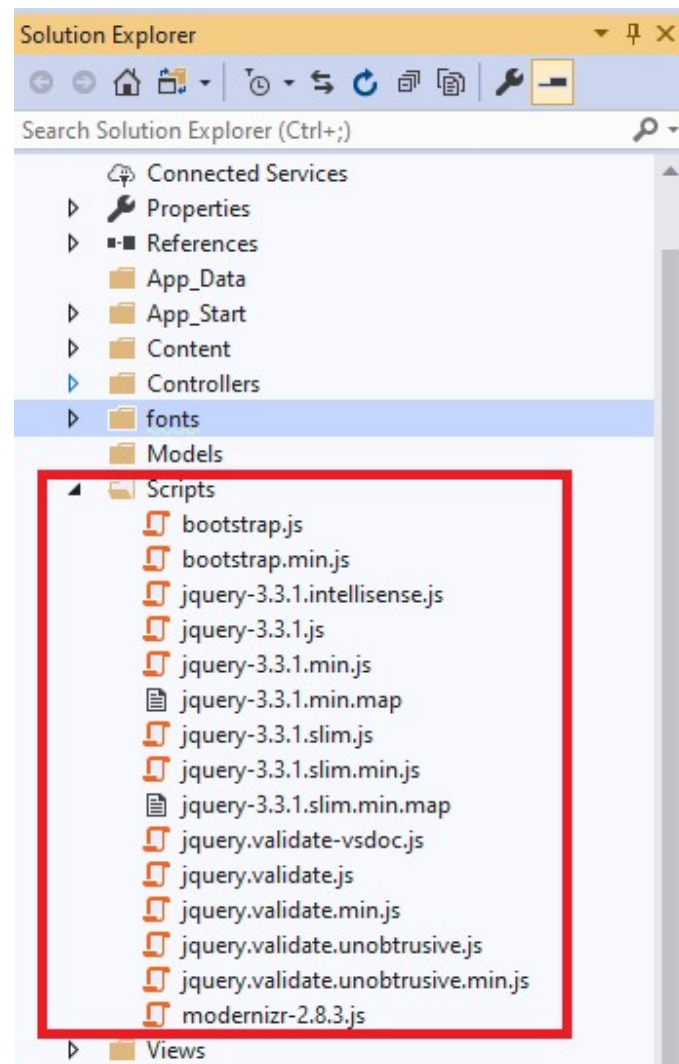 Solution Explorer
Search Solution Explorer (Ctrl+;)
Connected Services
Properties
References
App_Data
App_Start
Content
Controllers
fonts
Models
Scripts
bootstrap.js
bootstrap.min.js
jquery-3.3.1.intellisense.js
jquery-3.3.1.js
jquery-3.3.1.min.js
jquery-3.3.1.min.map
jquery-3.3.1.slim.js
jquery-3.3.1.slim.min.js
jquery-3.3.1.slim.min.map
jquery.validate-vsdoc.js
jquery.validate.js
jquery.validate.min.js
jquery.validate.unobtrusive.js
jquery.validate.unobtrusive.min.js
modernizr-2.8.3.js
Views